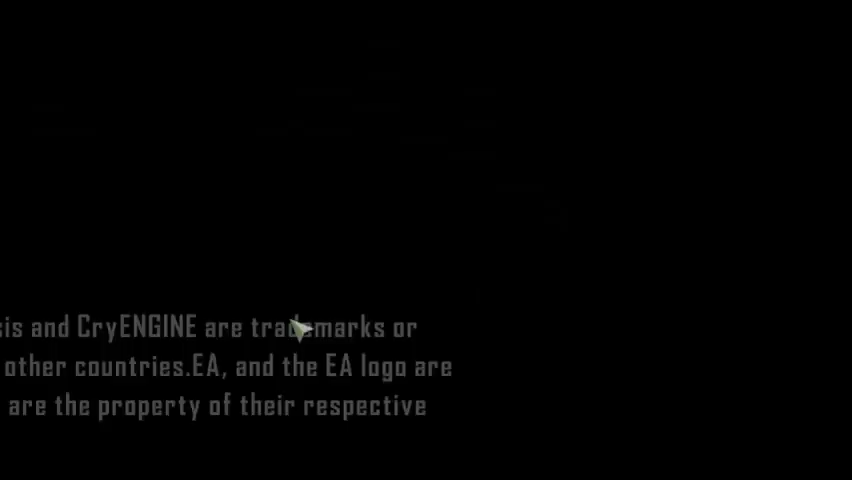 sis and CryENGINE are trademarks or
other countries.EA, and the EA logo are
are the property of their respective